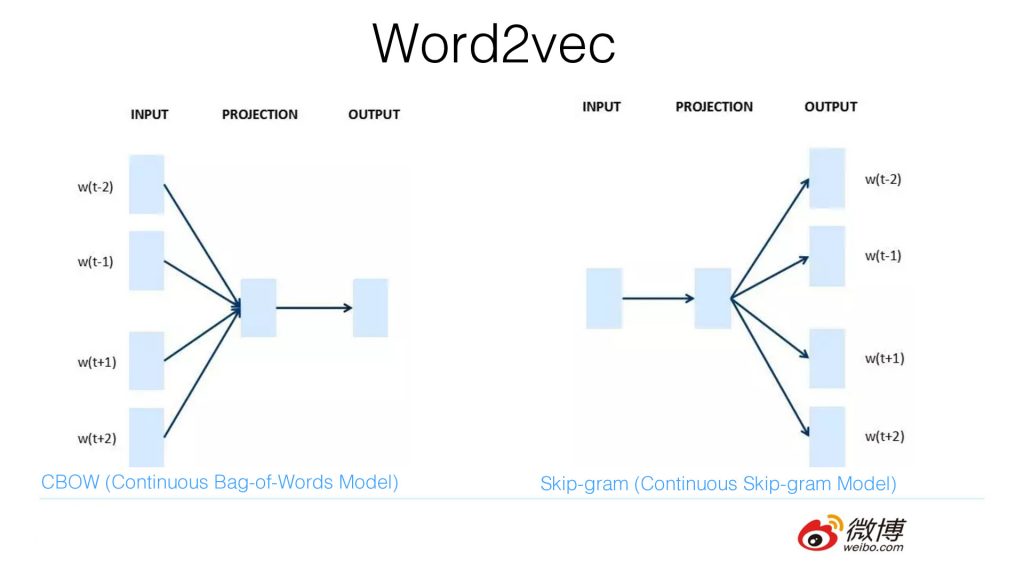 Word2vec
INPUT PROJECTION OUTPUT
w(t-2)
w(t-1)
w(t+1)
w(t+2)
CBOW (Continuous Bag-of-Words Model)
INPUT PROJECTION OUTPUT
w(t-2)
w(t-1)
w(t+1)
w(t+2)
Skip-gram (Continuous Skip-gram Model)
微博
weibo.com